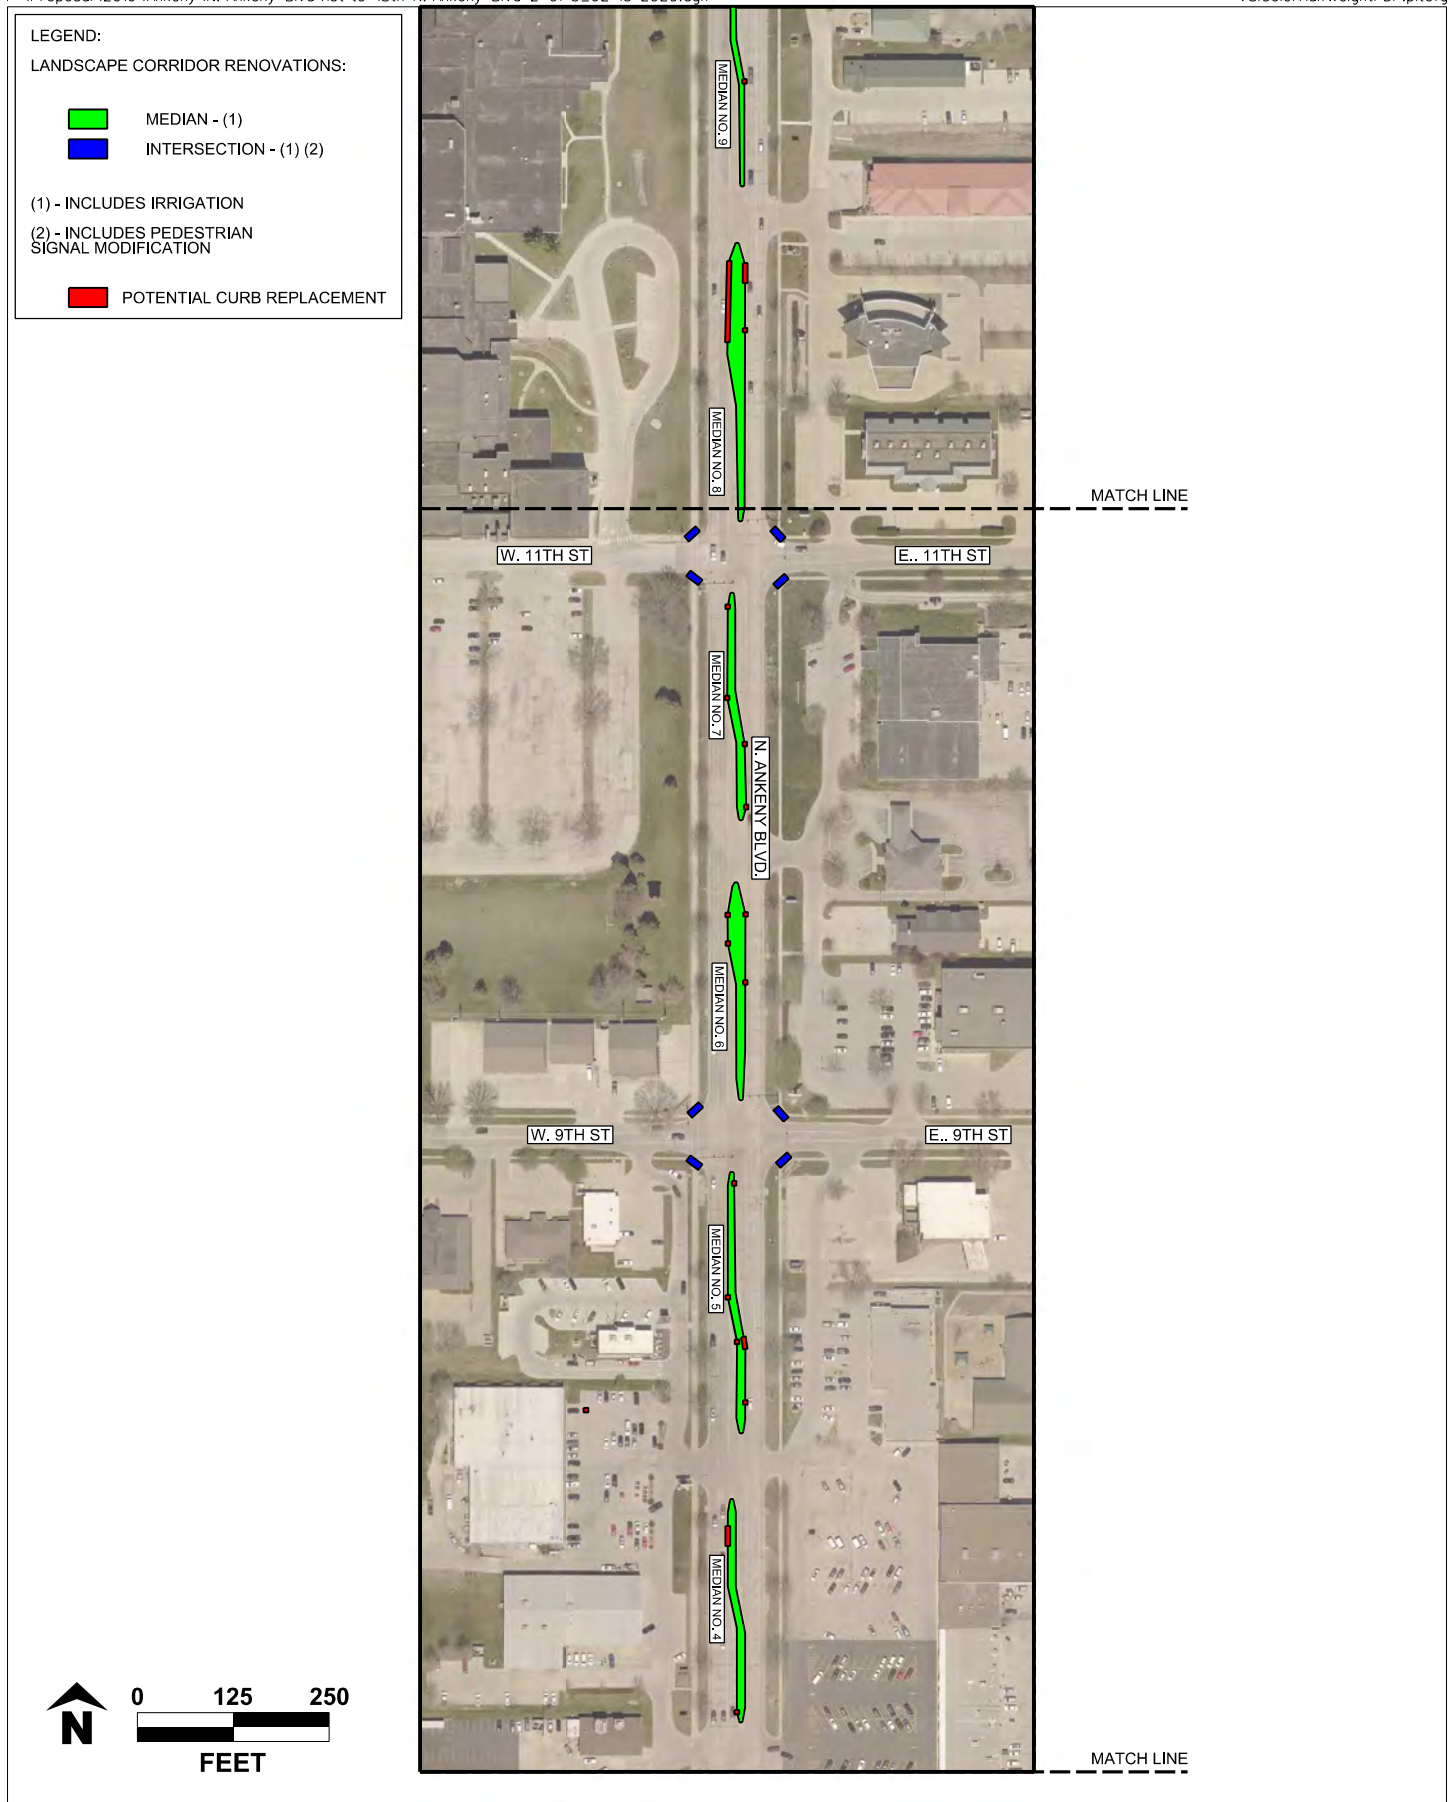 LEGEND:
LANDSCAPE CORRIDOR RENOVATIONS:
MEDIAN - (1)
INTERSECTION - (1) (2)
(1) - INCLUDES IRRIGATION
(2) - INCLUDES PEDESTRIAN
SIGNAL MODIFICATION
POTENTIAL CURB REPLACEMENT
MEDIAN NO. 9
MEDIAN NO. 8
MATCH LINE
W. 11TH ST
E.. 11TH ST
MEDIAN NO. 7
N. ANKENY BLVD.
MEDIAN NO. 6
W. 9TH ST
E.. 9TH ST
MEDIAN NO. 5
MEDIAN NO. 4
N
0 125 250
FEET
MATCH LINE